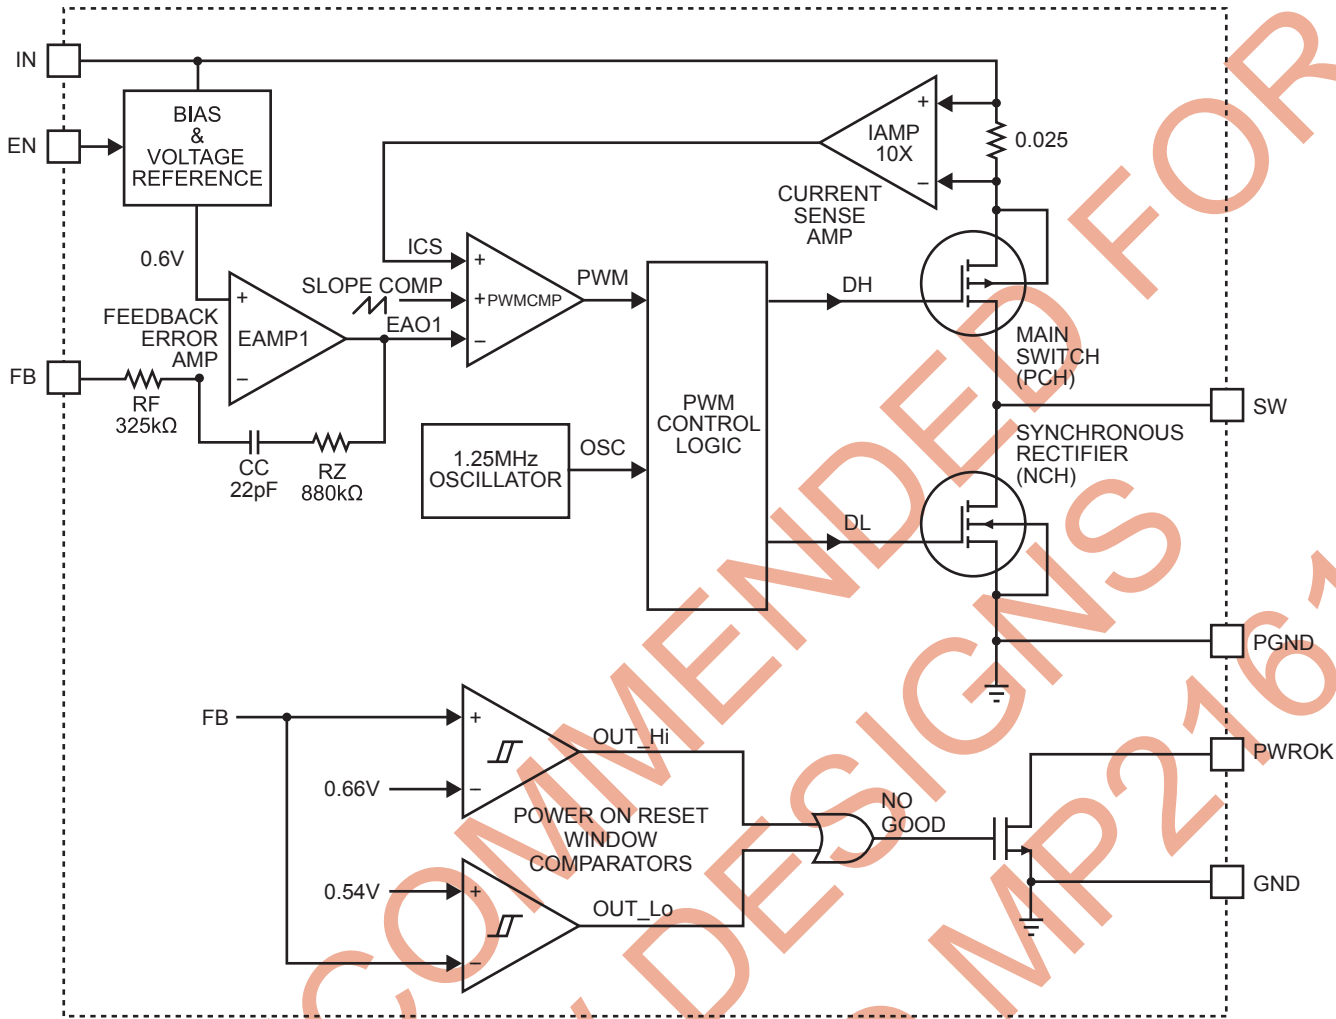 IN
BIAS
&
VOLTAGE
REFERENCE
EN
+
IAMP
10X
−
0.025
CURRENT
SENSE
AMP
0.6V
ICS
+
SLOPE COMP
+
PWMCMP
PWM
EAO1
−
FEEDBACK
ERROR
AMP
+
EAMP1
−
FB
RF
325kΩ
CC
22pF
RZ
880kΩ
1.25MHz
OSCILLATOR
OSC
PWM
CONTROL
LOGIC
DH
MAIN
SWITCH
(PCH)
SW
SYNCHRONOUS
RECTIFIER
(NCH)
DL
PGND
FB
+
0.66V
−
OUT_Hi
POWER ON RESET
WINDOW
COMPARATORS
0.54V
+
−
OUT_Lo
NO
GOOD
PWROK
GND
COMMENDED FOR
DESIGNS
MP2161